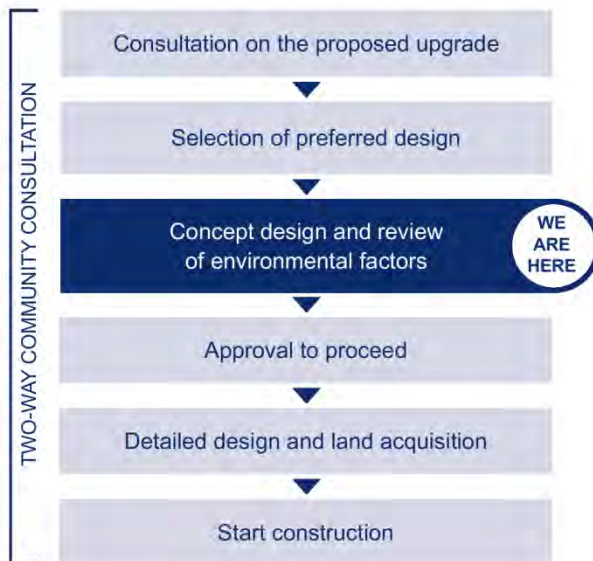 TWO-WAY COMMUNITY CONSULTATION
Consultation on the proposed upgrade
Selection of preferred design
Concept design and review
of environmental factors
WE
ARE
HERE
Approval to proceed
Detailed design and land acquisition
Start construction